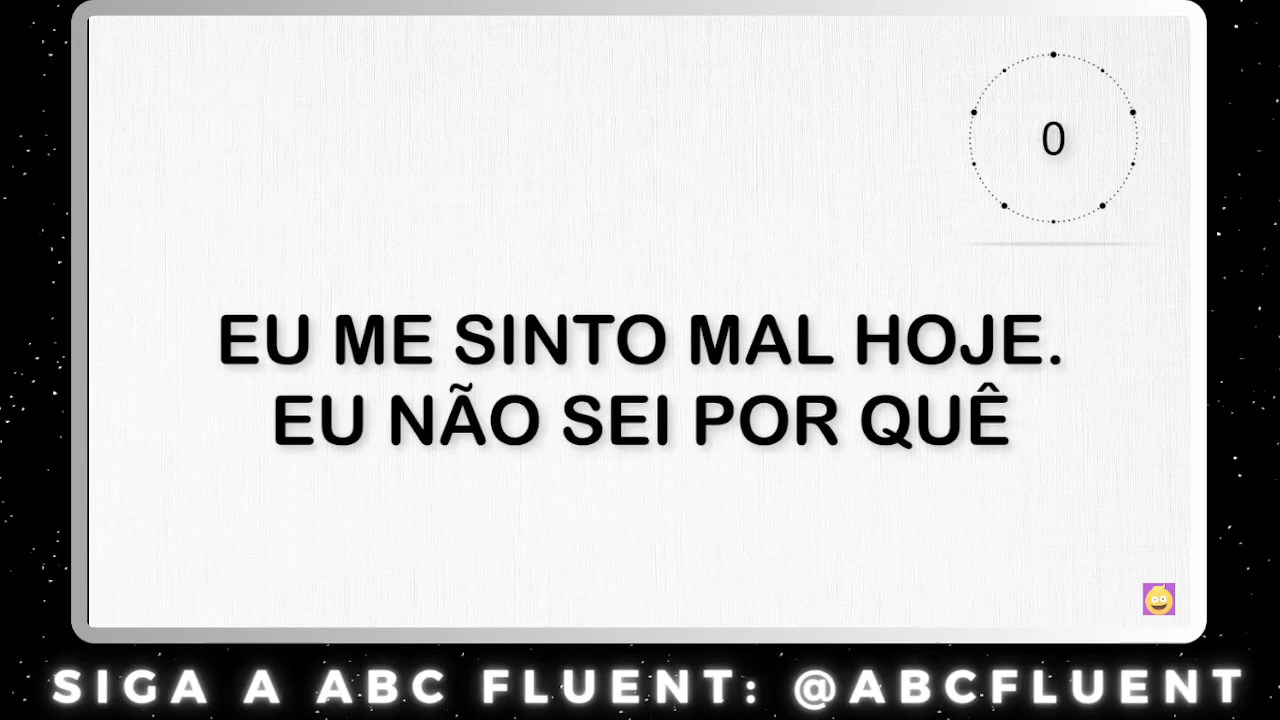 0
EU ME SINTO MAL HOJE.
EU NÃO SEI POR QUÊ
SIGA A ABC FLUENT: @ABCFLUENT